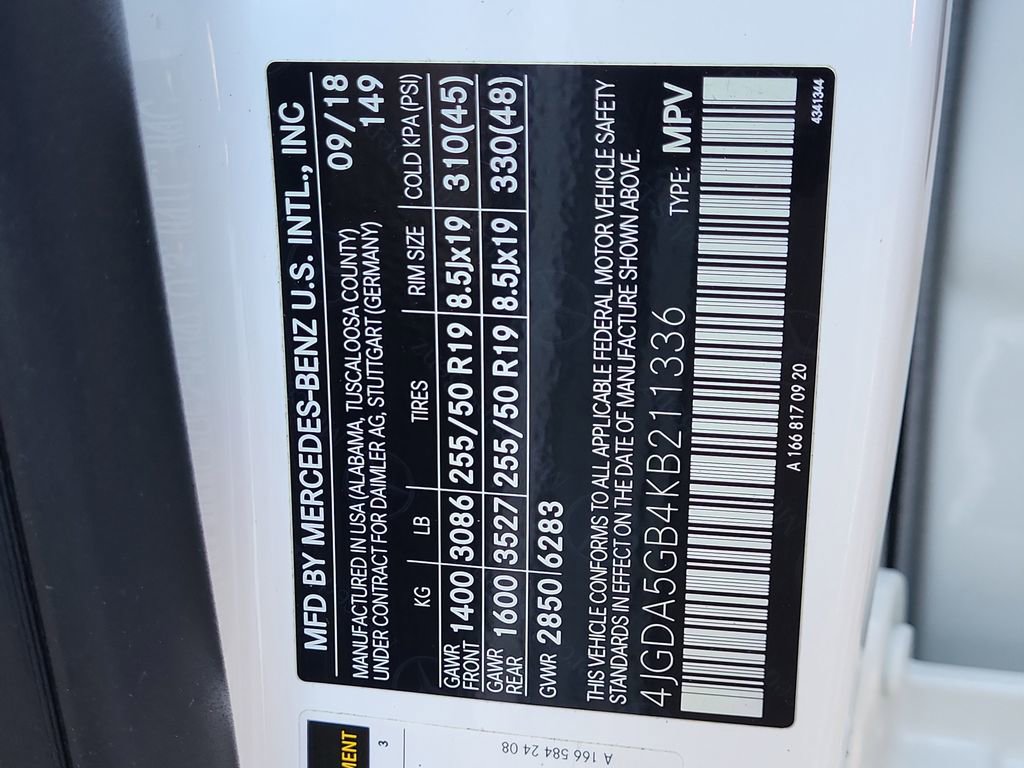 MFD BY MERCEDES-BENZ U.S. INTL., INC
09/18
MANUFACTURED IN USA (ALABAMA, TUSCALOOSA COUNTY) 149
UNDER CONTRACT FOR DAIMLER AG, STUTTGART (GERMANY)
KG LB TIRES RIM SIZE COLD KPA (PSI)
GAWR FRONT 1400 3086 255/50 R19 8.5Jx19 310(45)
GAWR REAR 1600 3527 255/50 R19 8.5Jx19 330(48)
GWR 2850 6283
THIS VEHICLE CONFORMS TO ALL APPLICABLE FEDERAL MOTOR VEHICLE SAFETY
STANDARDS IN EFFECT ON THE DATE OF MANUFACTURE SHOWN ABOVE.
4JGDA5GB4KB211336 TYPE: MPV
A 166 817 09 20
4341344
MENT
3
A 166 584 24 08